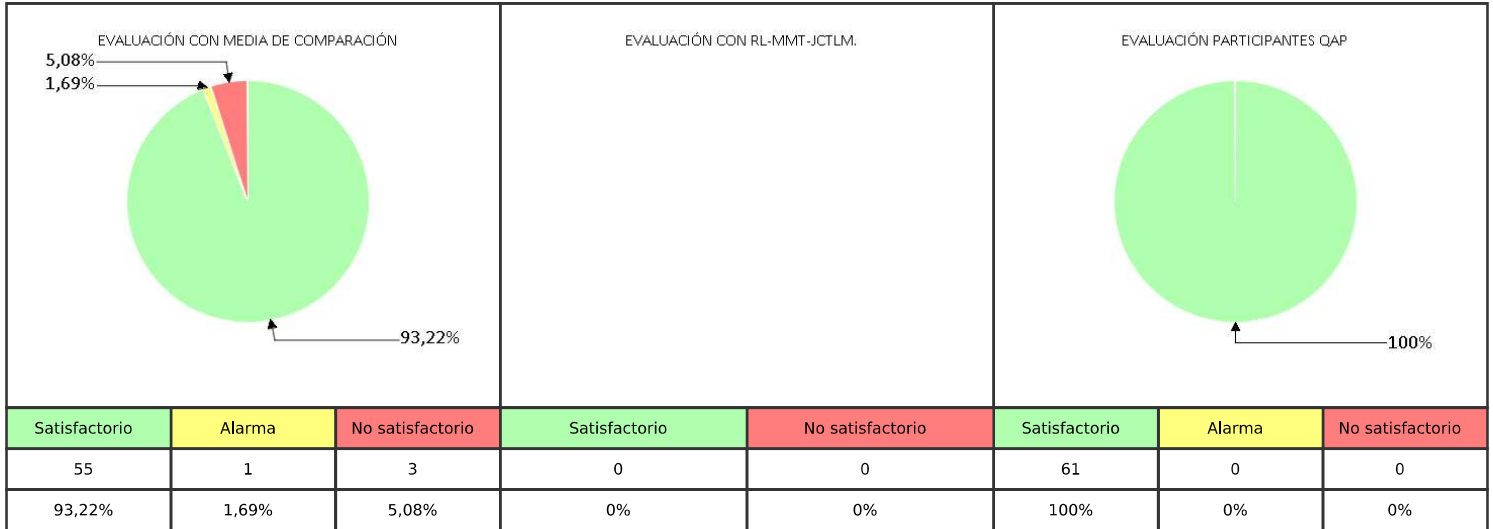 EVALUACIÓN CON MEDIA DE COMPARACIÓN
5,08%
1,69%
93,22%
EVALUACIÓN CON RL-MMT-JCTLM.
EVALUACIÓN PARTICIPANTES QAP
100%
Satisfactorio Alarma No satisfactorio Satisfactorio No satisfactorio Satisfactorio Alarma No satisfactorio
55 1 3 0 0 61 0 0
93,22% 1,69% 5,08% 0% 0% 100% 0% 0%